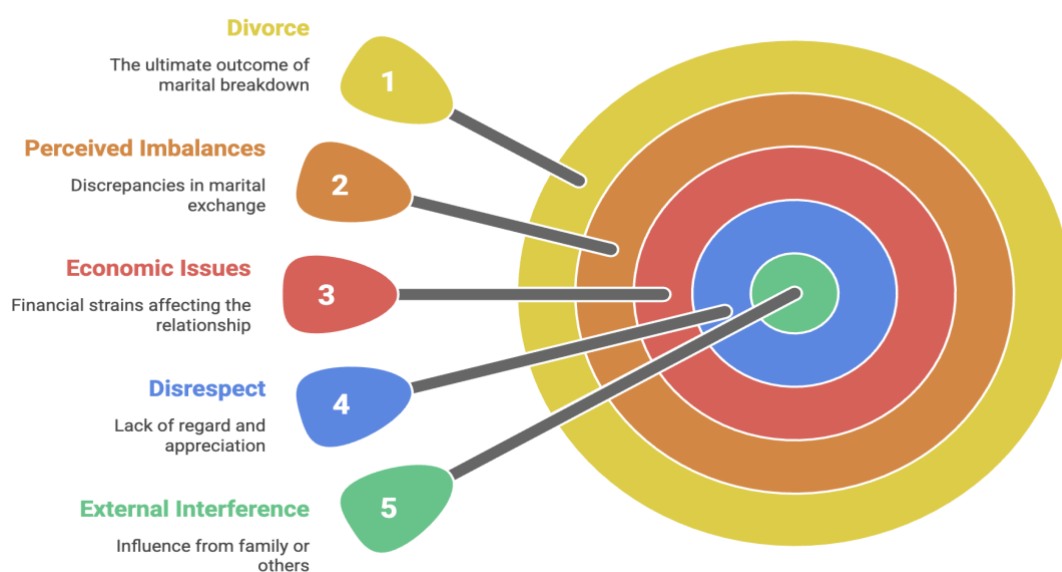 Divorce
The ultimate outcome of
marital breakdown
1
Perceived Imbalances
Discrepancies in marital
exchange
2
Economic Issues
Financial strains affecting the
relationship
3
Disrespect
Lack of regard and
appreciation
4
External Interference
Influence from family or
others
5